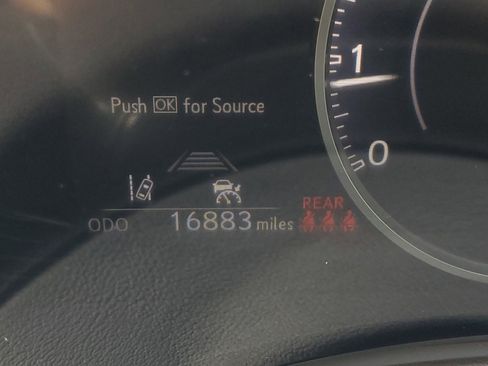 Push OK for Source
1
0
REAR
ODO 16883 miles